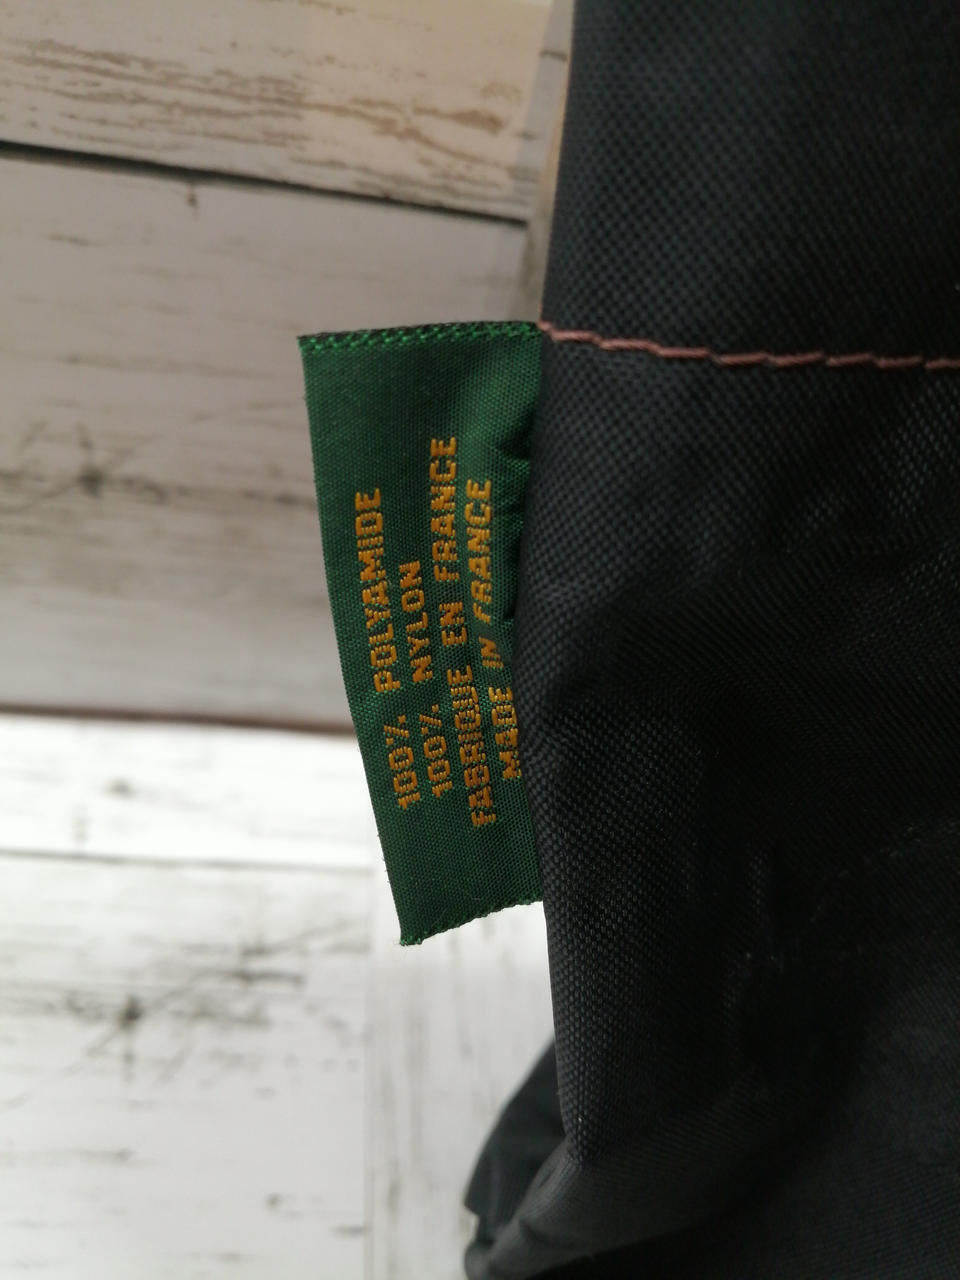 100% POLYAMIDE
100% NYLON
FABRIQUE EN FRANCE
MADE IN FRANCE